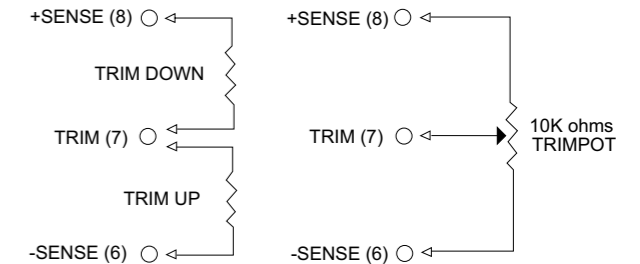 +SENSE (8)
TRIM DOWN
TRIM (7)
TRIM UP
-SENSE (6)
+SENSE (8)
TRIM (7)
10K ohms
TRIMPOT
-SENSE (6)